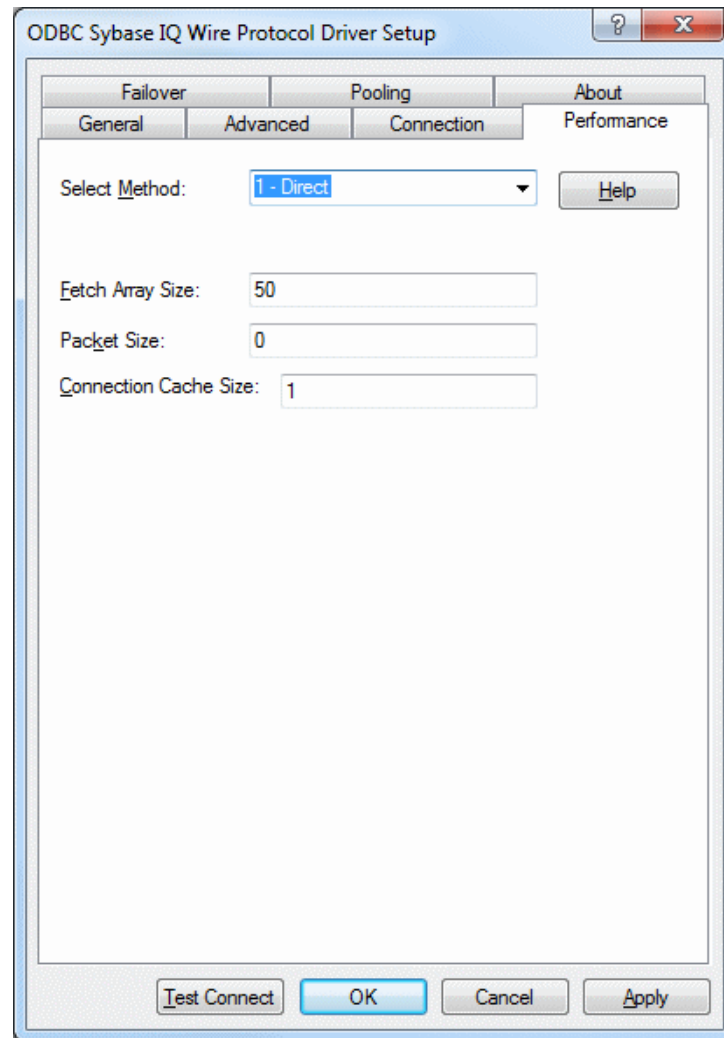 ODBC Sybase IQ Wire Protocol Driver Setup
Failover Pooling About
General Advanced Connection Performance
Select Method: 1 - Direct Help
Fetch Array Size: 50
Packet Size: 0
Connection Cache Size: 1
Test Connect OK Cancel Apply